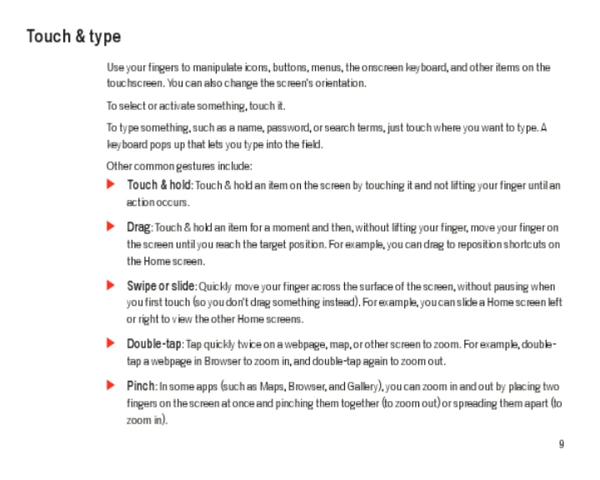 Touch & type
Use your fingers to manipulate icons, buttons, menus, the onscreen keyboard, and other items on the
touchscreen. You can also change the screen's orientation.
To select or activate something, touch it.
To type something, such as a name, password, or search terms, just touch where you want to type. A
keyboard pops up that lets you type into the field.
Other common gestures include:
Touch & hold: Touch & hold an item on the screen by touching it and not lifting your finger until an
action occurs.
Drag: Touch & hold an item for a moment and then, without lifting your finger, move your finger on
the screen until you reach the target position. For example, you can drag to reposition shortcuts on
the Home screen.
Swipe or slide: Quickly move your finger across the surface of the screen, without pausing when
you first touch (so you don't drag something instead). For example, you can slide a Home screen left
or right to view the other Home screens.
Double-tap: Tap quickly twice on a webpage, map, or other screen to zoom. For example, double-
tap a webpage in Browser to zoom in, and double-tap again to zoom out.
Pinch: In some apps (such as Maps, Browser, and Gallery), you can zoom in and out by placing two
fingers on the screen at once and pinching them together (to zoom out) or spreading them apart (to
zoom in).
9